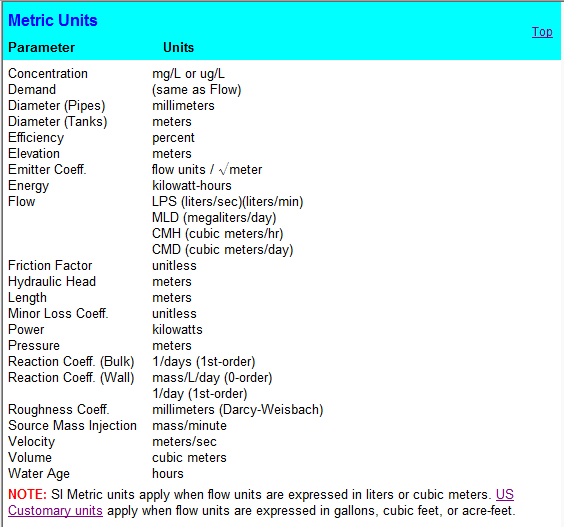 Metric Units
Top
Parameter Units
Concentration mg/L or ug/L
Demand (same as Flow)
Diameter (Pipes) millimeters
Diameter (Tanks) meters
Efficiency percent
Elevation meters
Emitter Coeff. flow units / √meter
Energy kilowatt-hours
Flow LPS (liters/sec)(liters/min)
MLD (megaliters/day)
CMH (cubic meters/hr)
CMD (cubic meters/day)
Friction Factor unitless
Hydraulic Head meters
Length meters
Minor Loss Coeff. unitless
Power kilowatts
Pressure meters
Reaction Coeff. (Bulk) 1/days (1st-order)
Reaction Coeff. (Wall) mass/L/day (0-order)
1/day (1st-order)
Roughness Coeff. millimeters (Darcy-Weisbach)
Source Mass Injection mass/minute
Velocity meters/sec
Volume cubic meters
Water Age hours
NOTE: SI Metric units apply when flow units are expressed in liters or cubic meters. US
Customary units apply when flow units are expressed in gallons, cubic feet, or acre-feet.